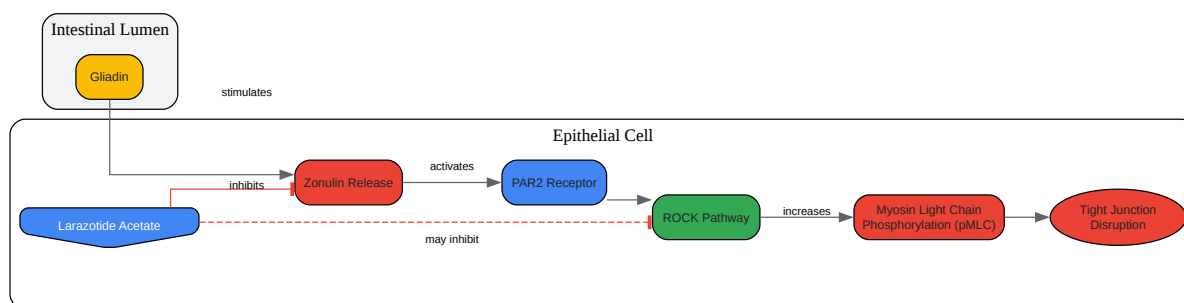 Intestinal Lumen
Gliadin
stimulates
Epithelial Cell
activates
inhibits
Zonulin Release
PAR2 Receptor
Larazotide Acetate
may inhibit
ROCK Pathway
increases
Myosin Light Chain
Phosphorylation (pMLC)
Tight Junction
Disruption